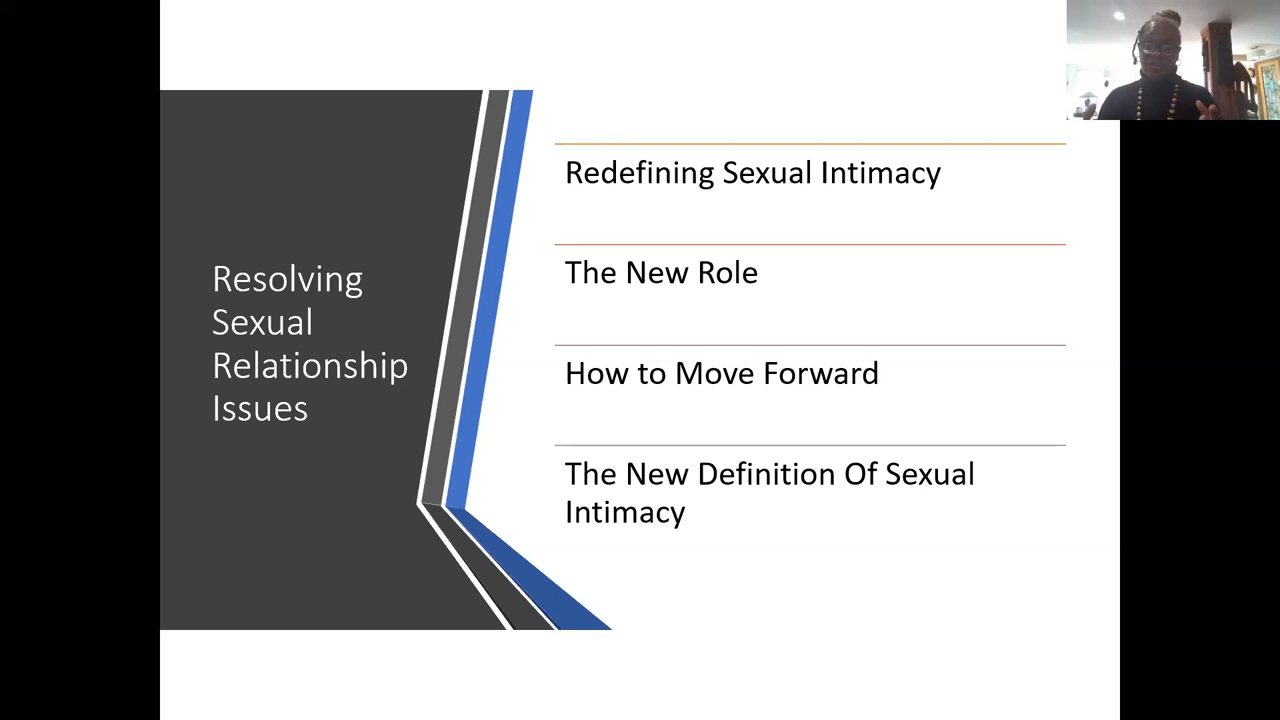 Resolving
Sexual
Relationship
Issues
Redefining Sexual Intimacy
The New Role
How to Move Forward
The New Definition Of Sexual
Intimacy